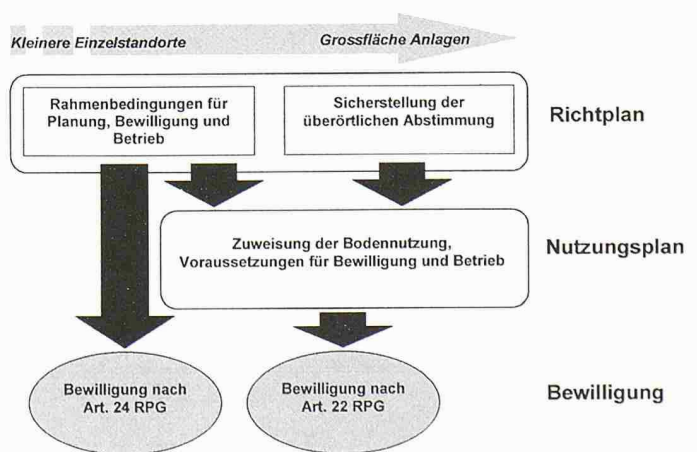 Kleinere Einzelstandorte
Grossfläche Anlagen
Rahmenbedingungen für
Planung, Bewilligung und
Betrieb
Sicherstellung der
überörtlichen Abstimmung
Richtplan
Zuweisung der Bodennutzung,
Voraussetzungen für Bewilligung und Betrieb
Nutzungsplan
Bewilligung nach
Art. 24 RPG
Bewilligung nach
Art. 22 RPG
Bewilligung